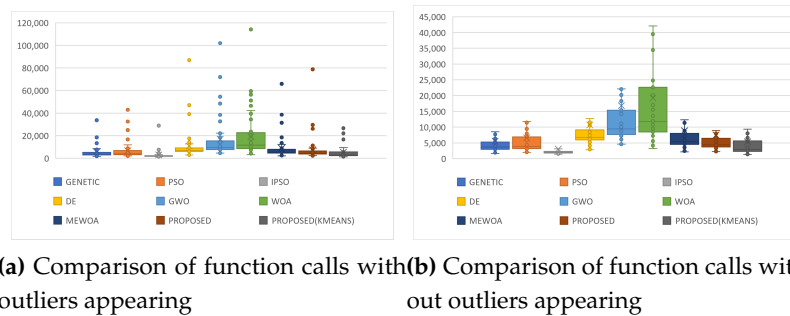 120,000
100,000
80,000
60,000
40,000
20,000
0
GENETIC PSO IPSO
DE GWO WOA
MEWOA PROPOSED PROPOSED(KMEANS)
45,000
40,000
35,000
30,000
25,000
20,000
15,000
10,000
5,000
0
GENETIC PSO IPSO
DE GWO WOA
MEWOA PROPOSED PROPOSED(KMEANS)
(a) Comparison of function calls with
outliers appearing
(b) Comparison of function calls wit
out outliers appearing